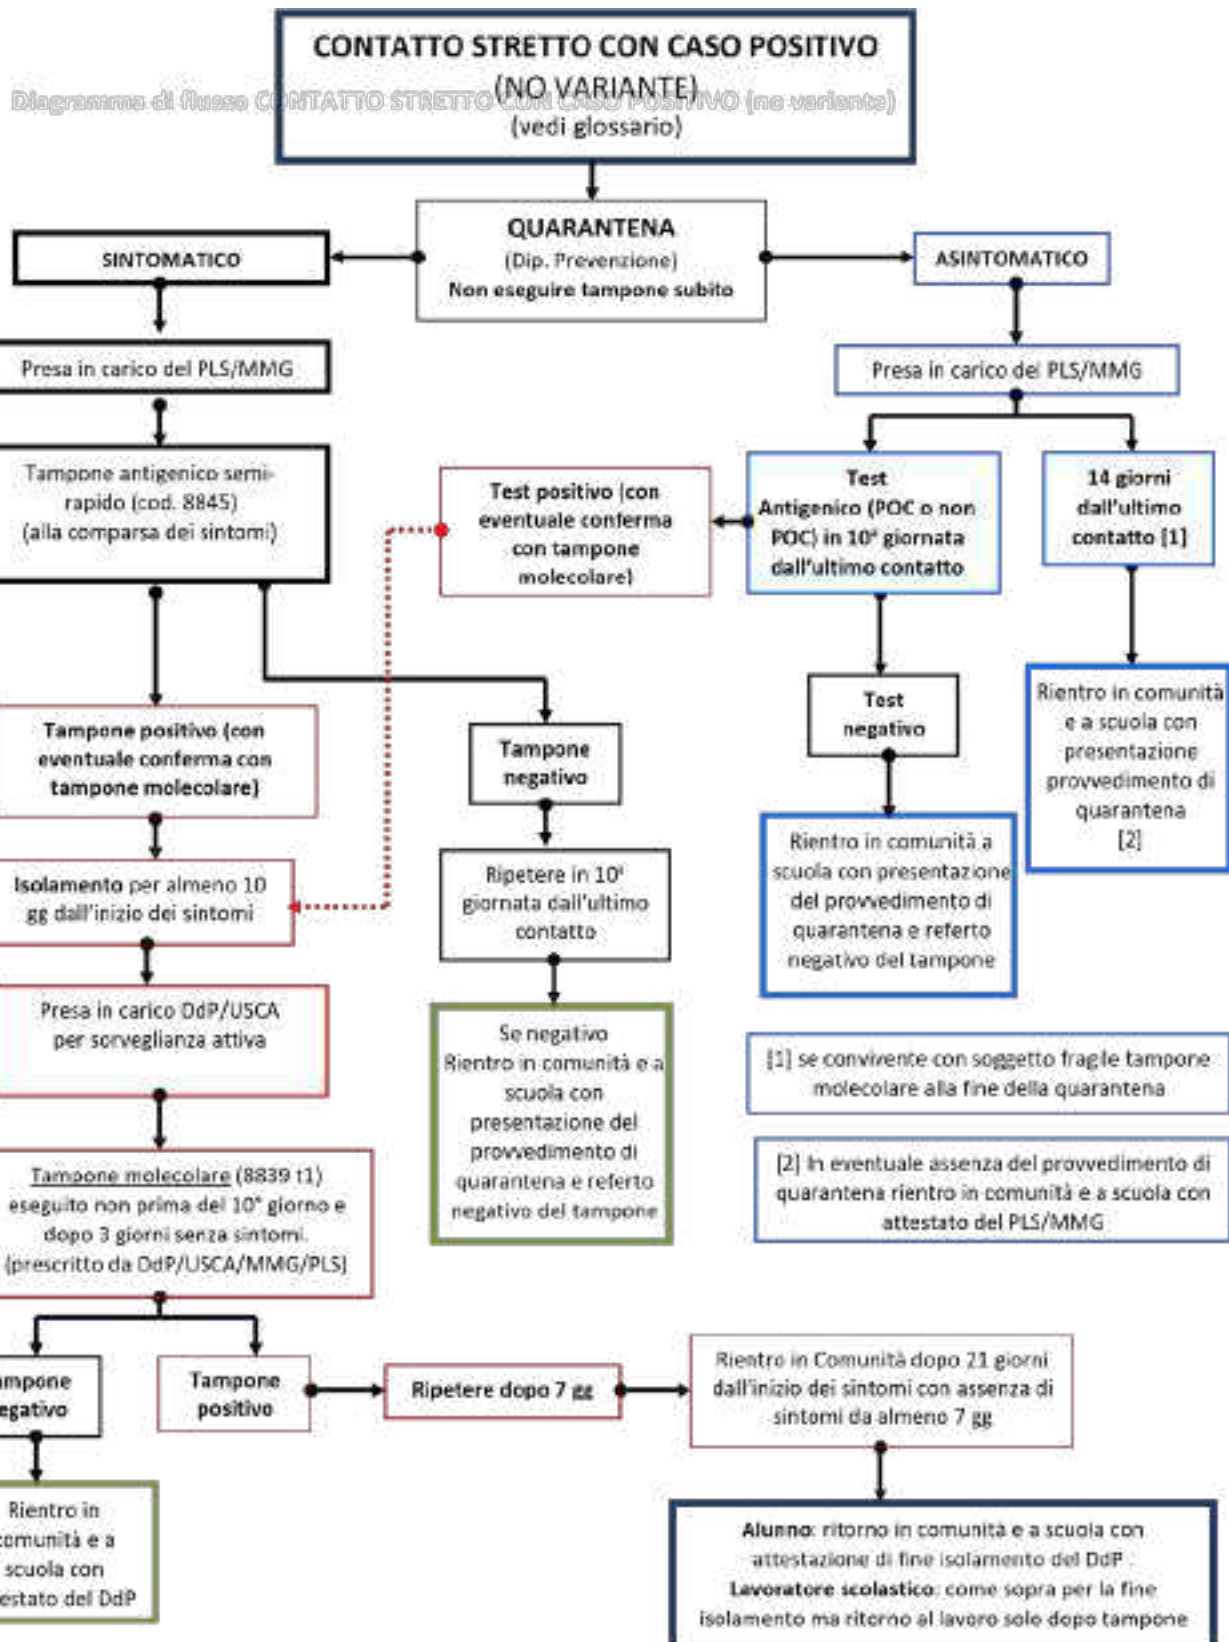 CONTATTO STRETTO CON CASO POSITIVO
(NO VARIANTE)
Diagramma di flusso CONTATTO STRETTO CON CASO POSITIVO (no variante)
(vedi glossario)
QUARANTENA
(Dip. Prevenzione)
Non eseguire tampone subito
SINTOMATICO
ASINTOMATICO
Presa in carico del PLS/MMG
Presa in carico del PLS/MMG
Tampone antigenico semi-
rapido (cod. 8845)
(alla comparsa dei sintomi)
Test positivo (con
eventuale conferma
con tampone
molecolare)
Test
Antigenico (POC o non
POC) in 10ª giornata
dall'ultimo contatto
14 giorni
dall'ultimo
contatto [1]
Tampone positivo (con
eventuale conferma con
tampone molecolare)
Tampone
negativo
Test
negativo
Rientro in comunità
e a scuola con
presentazione
provvedimento di
quarantena
[2]
Isolamento per almeno 10
gg dall'inizio dei sintomi
Ripetere in 10ª
giornata dall'ultimo
contatto
Rientro in comunità a
scuola con presentazione
del provvedimento di
quarantena e referto
negativo del tampone
Presa in carico DdP/USCA
per sorveglianza attiva
Se negativo
Rientro in comunità e a
scuola con
presentazione del
provvedimento di
quarantena e referto
negativo del tampone
[1] se convivente con soggetto fragile tampone
molecolare alla fine della quarantena
[2] In eventuale assenza del provvedimento di
quarantena rientro in comunità e a scuola con
attestato del PLS/MMG
Tampone molecolare (8839 t1)
eseguito non prima del 10° giorno e
dopo 3 giorni senza sintomi.
(prescritto da DdP/USCA/MMG/PLS)
ampone
egativo
Tampone
positivo
Ripetere dopo 7 gg
Rientro in Comunità dopo 21 giorni
dall'inizio dei sintomi con assenza di
sintomi da almeno 7 gg
Rientro in
comunità e a
scuola con
estato del DdP
Alunno: ritorno in comunità e a scuola con
attestazione di fine isolamento del DdP.
Lavoratore scolastico: come sopra per la fine
isolamento ma ritorno al lavoro solo dopo tampone